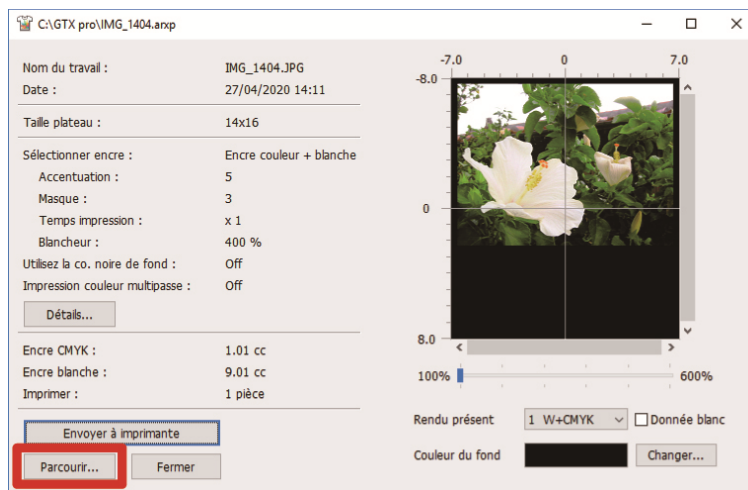 C:\GTX pro\IMG_1404.arxp
Nom du travail : IMG_1404.JPG
Date : 27/04/2020 14:11
Taille plateau : 14x16
Sélectionner encre : Encre couleur + blanche
Accentuation : 5
Masque : 3
Temps impression : x 1
Blancheur : 400 %
Utilisez la co. noire de fond : Off
Impression couleur multipasse : Off
Détails...
Encre CMYK : 1.01 cc
Encre blanche : 9.01 cc
Imprimer : 1 pièce
Envoyer à imprimante
Parcourir... Fermer
-7.0 0 7.0
-8.0
0
8.0
100% 600%
Rendu présent 1 W+CMYK Donnée blanc
Couleur du fond Changer...